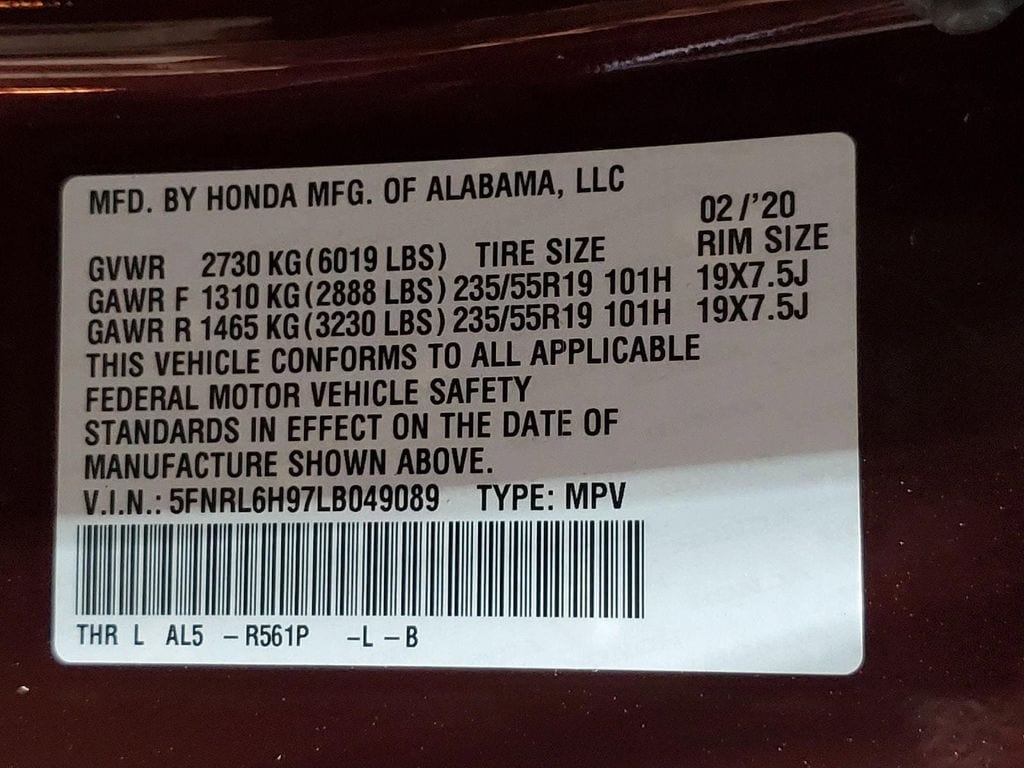 MFD. BY HONDA MFG. OF ALABAMA, LLC
02/'20
GVWR 2730 KG(6019 LBS) TIRE SIZE RIM SIZE
GAWR F 1310 KG(2888 LBS) 235/55R19 101H 19X7.5J
GAWR R 1465 KG(3230 LBS) 235/55R19 101H 19X7.5J
THIS VEHICLE CONFORMS TO ALL APPLICABLE
FEDERAL MOTOR VEHICLE SAFETY
STANDARDS IN EFFECT ON THE DATE OF
MANUFACTURE SHOWN ABOVE.
V.I.N.: 5FNRL6H97LB049089 TYPE: MPV
THR L AL5 -R561P -L -B